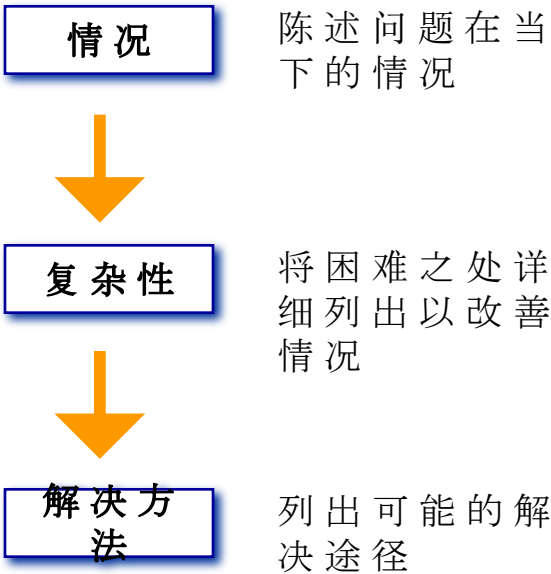 情况
陈述问题在当
下的情况
复杂性
将困难之处详
细列出以改善
情况
解决方
法
列出可能的解
决途径